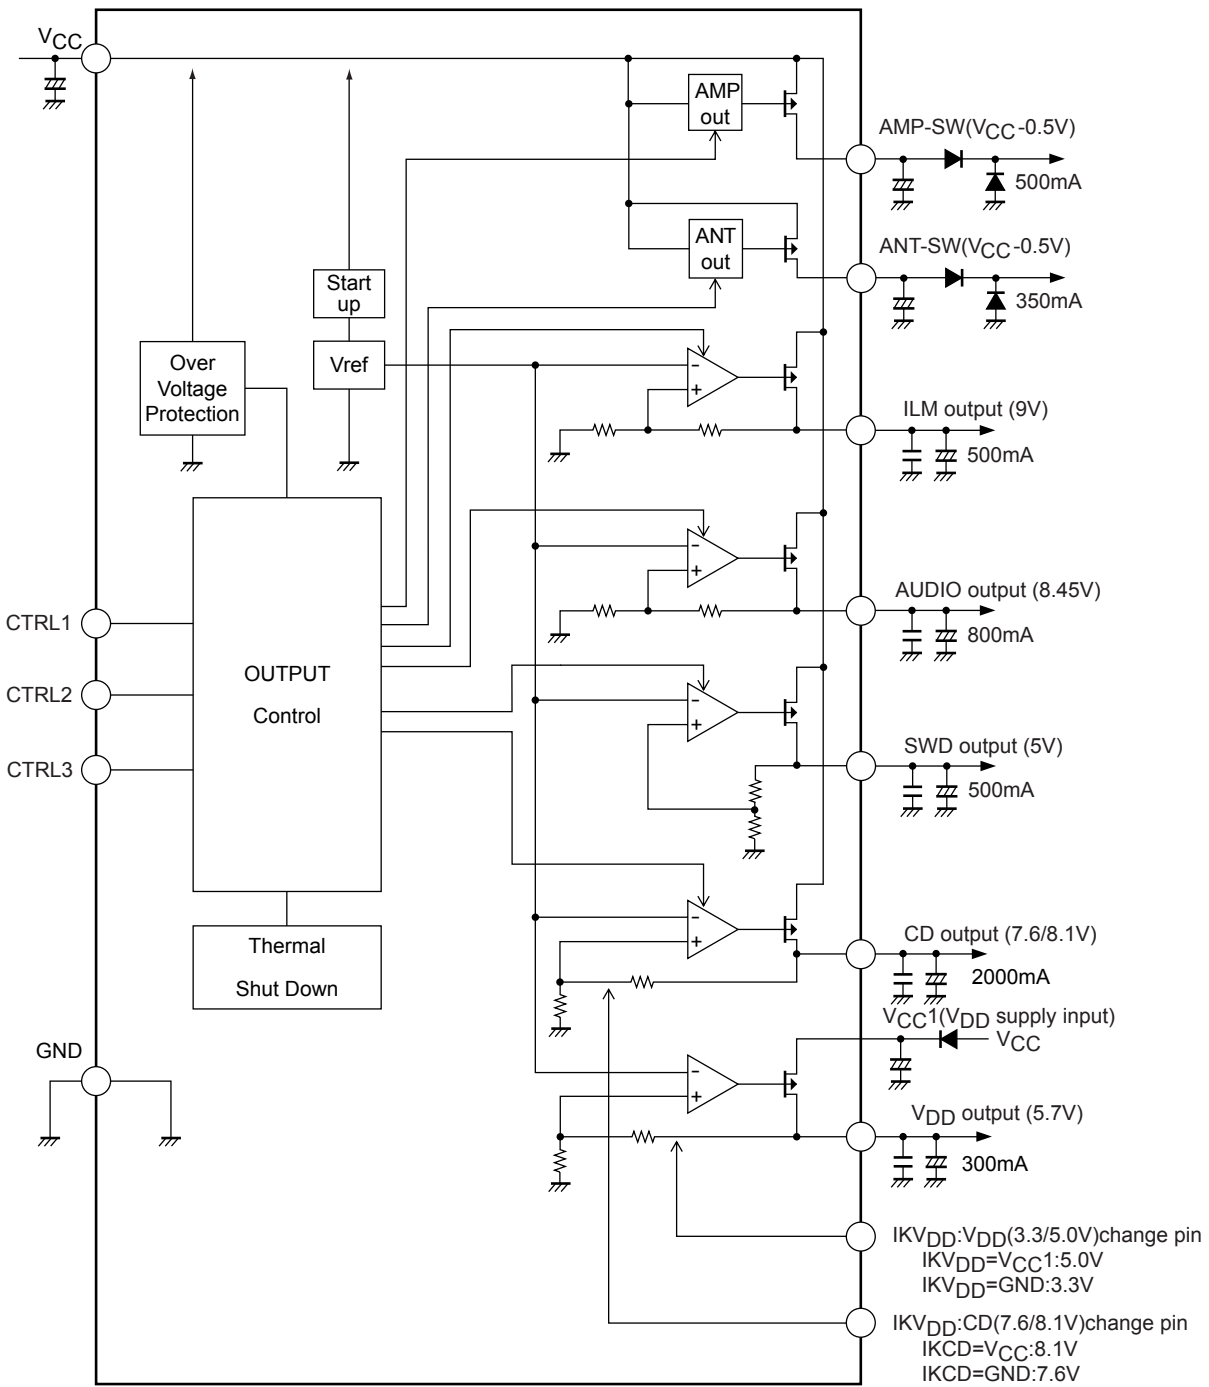 VCC
AMP
out
AMP-SW(VCC-0.5V)
500mA
ANT
out
ANT-SW(VCC-0.5V)
350mA
Start
up
Over
Voltage
Protection
Vref
-
+
ILM output (9V)
500mA
-
+
AUDIO output (8.45V)
800mA
CTRL1
CTRL2
CTRL3
OUTPUT
Control
-
+
SWD output (5V)
500mA
Thermal
Shut Down
-
+
CD output (7.6/8.1V)
2000mA
VCC1(VDD supply input)
VCC
GND
-
+
VDD output (5.7V)
300mA
IKVDD:VDD(3.3/5.0V)change pin
IKVDD=VCC1:5.0V
IKVDD=GND:3.3V
IKVDD:CD(7.6/8.1V)change pin
IKCD=VCC:8.1V
IKCD=GND:7.6V